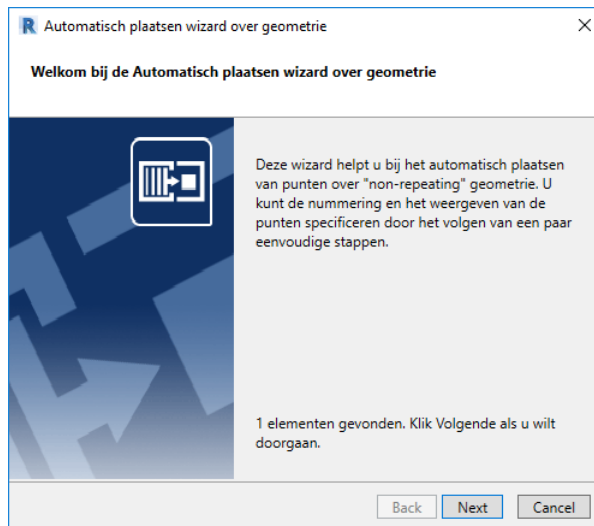 Automatisch plaatsen wizard over geometrie
Welkom bij de Automatisch plaatsen wizard over geometrie
Deze wizard helpt u bij het automatisch plaatsen
van punten over "non-repeating" geometrie. U
kunt de nummering en het weergeven van de
punten specificeren door het volgen van een paar
eenvoudige stappen.
1 elementen gevonden. Klik Volgende als u wilt
doorgaan.
Back Next Cancel